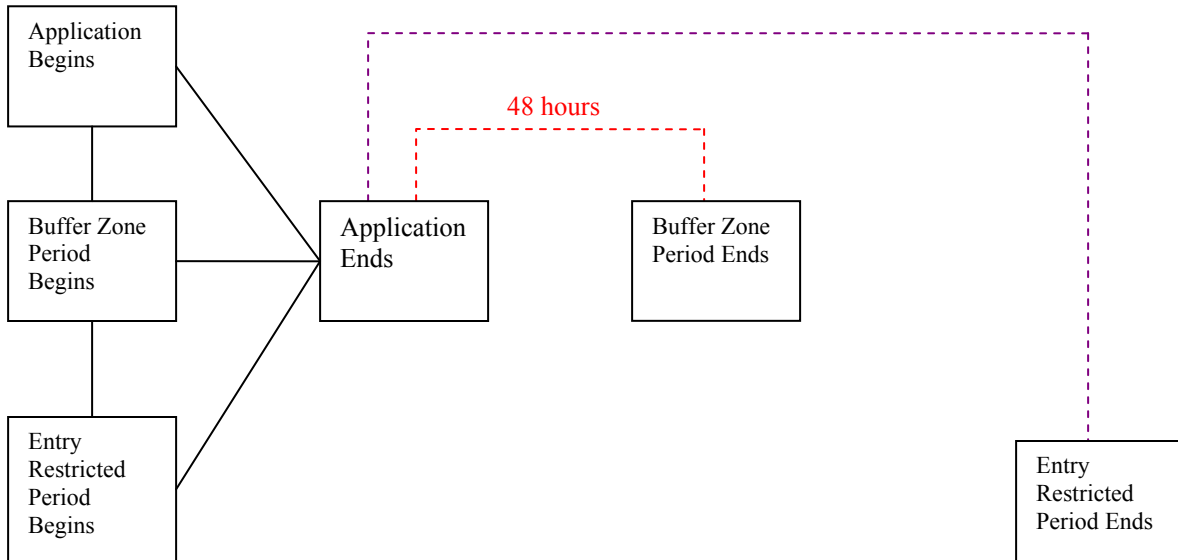 Application
Begins
48 hours
Buffer Zone
Period
Begins
Application
Ends
Buffer Zone
Period Ends
Entry
Restricted
Period
Begins
Entry
Restricted
Period Ends